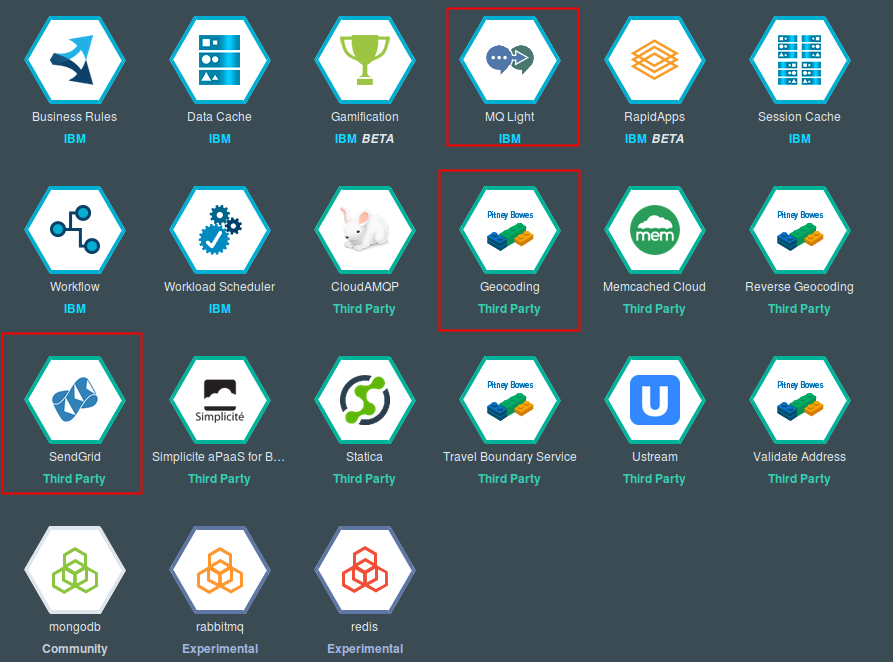 Business Rules
IBM
Data Cache
IBM
Gamification
IBM BETA
MQ Light
IBM
RapidApps
IBM BETA
Session Cache
IBM
Workflow
IBM
Workload Scheduler
IBM
CloudAMQP
Third Party
Pitney Bowes
Geocoding
Third Party
mem
Memcached Cloud
Third Party
Pitney Bowes
Reverse Geocoding
Third Party
SendGrid
Third Party
Simplicité
Simplicite aPaaS for B...
Third Party
Statica
Third Party
Pitney Bowes
Travel Boundary Service
Third Party
U
Ustream
Third Party
Pitney Bowes
Validate Address
Third Party
mongodb
Community
rabbitmq
Experimental
redis
Experimental